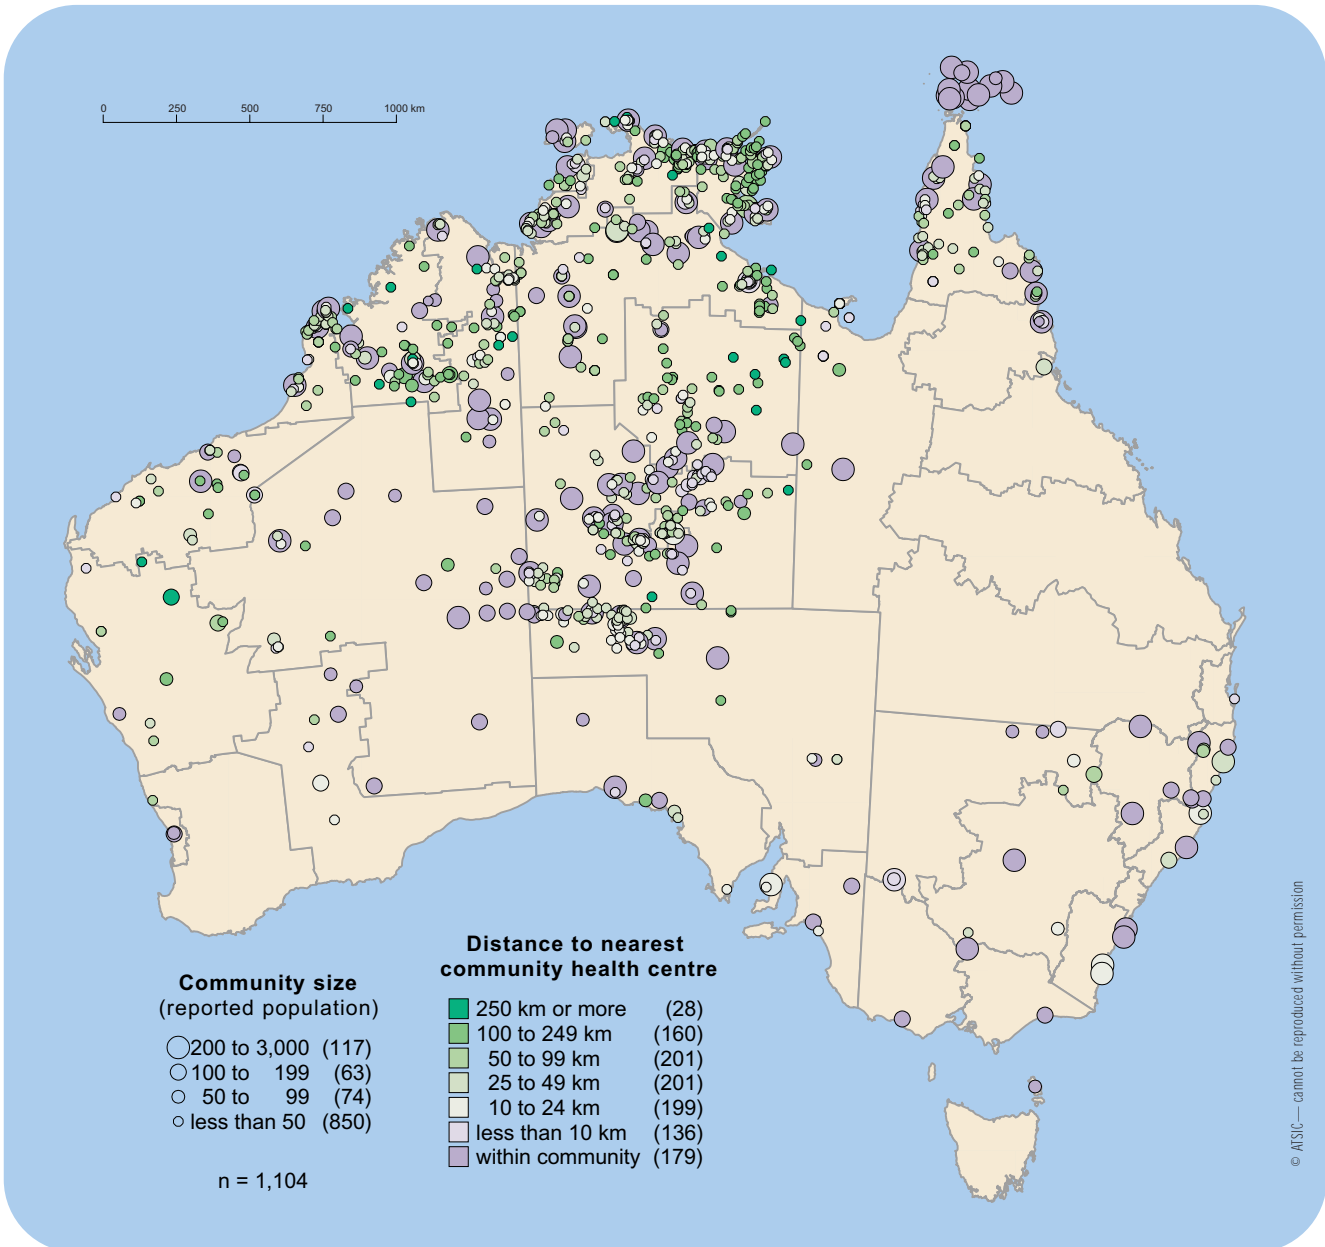 0 250 500 750 1000 km
Distance to nearest
community health centre
250 km or more (28)
100 to 249 km (160)
50 to 99 km (201)
25 to 49 km (201)
10 to 24 km (199)
less than 10 km (136)
within community (179)
Community size
(reported population)
200 to 3,000 (117)
100 to 199 (63)
50 to 99 (74)
less than 50 (850)
n = 1,104
© ATSIC — cannot be reproduced without permission